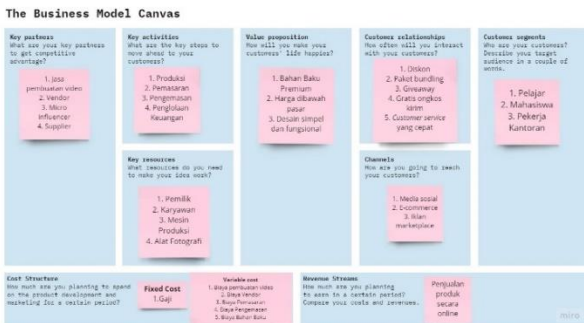 The Business Model Canvas
Key partners
What are your key partners
to get competitive
advantage?
1. Jasa
pembuatan video
2. Vendor
3. Micro
influencer
4. Supplier
Key activities
What are the key steps to
move ahead to your
customers?
1. Produksi
2. Pemasaran
3. Pengemasan
4. Penglolaan
Keuangan
Key resources
What resources do you need
to make your idea work?
1. Pemilik
2. Karyawan
3. Mesin
Produksi
4. Alat Fotografi
Value proposition
How will you make your
customers' life happier?
1. Bahan Baku
Premium
2. Harga dibawah
pasar
3. Desain simpel
dan fungsional
Customer relationships
How often will you interact
with your customers?
1. Diskon
2. Paket bundling
3. Giveaway
4. Gratis ongkos
kirim
5. Customer service
yang cepat
Channels
How are you going to reach
your customers?
1. Media sosial
2. E-commerce
3. Iklan
marketplace
Customer segments
Who are your customers?
Describe your target
audience in a couple of
words.
1. Pelajar
2. Mahasiswa
3. Pekerja
Kantoran
Cost Structure
How much are you planning to spend
on the product development and
marketing for a certain period?
Fixed Cost
1.Gaji
Variable cost
1. Biaya pembuatan video
2. Biaya Vendor
3. Biaya Pemasaran
4. Biaya Pengemasan
5. Biaya Bahan Baku
Revenue Streams
How much are you planning
to earn in a certain period?
Compare your costs and revenues.
Penjualan
produk
secara
online
miro